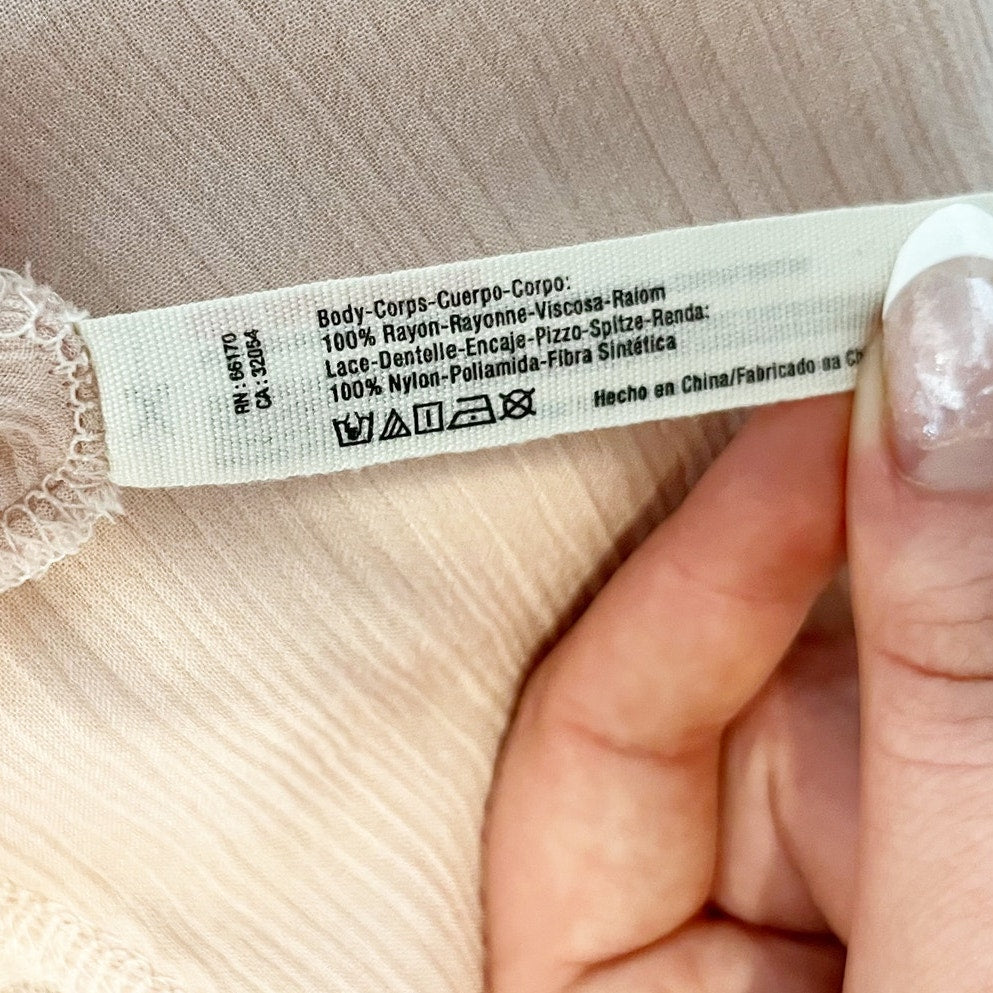 RN: 66170
CA: 32054
Body-Corps-Cuerpo-Corpo:
100% Rayon-Rayonne-Viscosa-Raiom
Lace-Dentelle-Encaje-Pizzo-Spitze-Renda:
100% Nylon-Poliamida-Fibra Sintética
Hecho en China/Fabricado na Ch